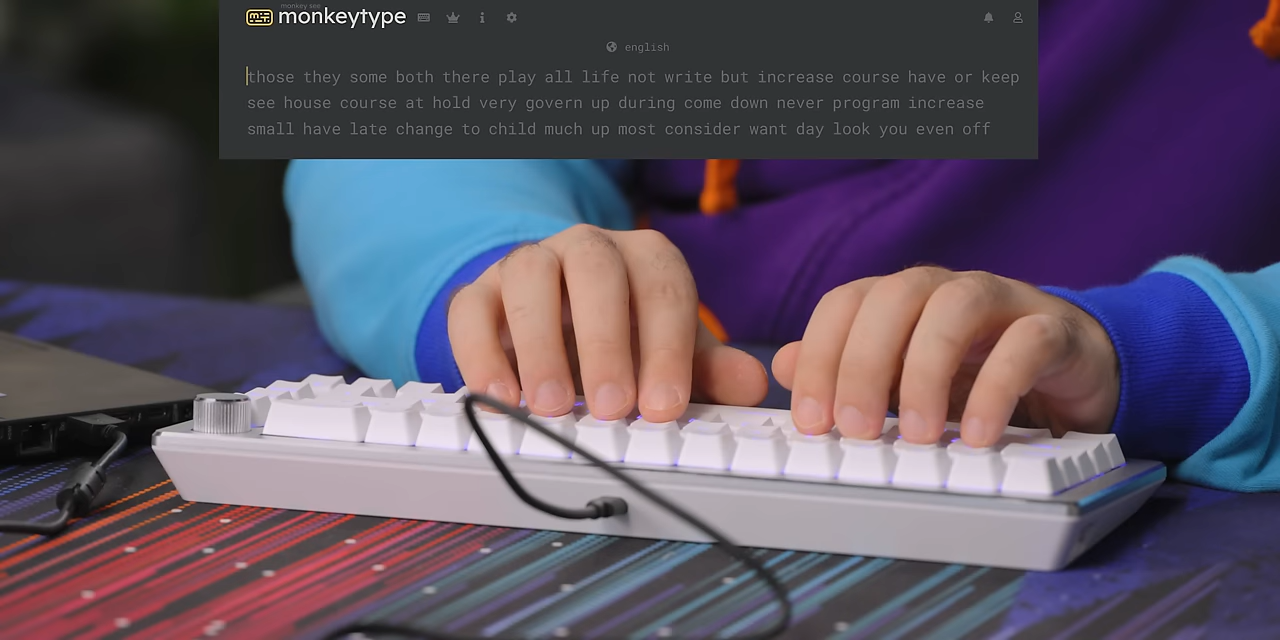 monkey see
monkeytype
english
those they some both there play all life not write but increase course have or keep
see house course at hold very govern up during come down never program increase
small have late change to child much up most consider want day look you even off